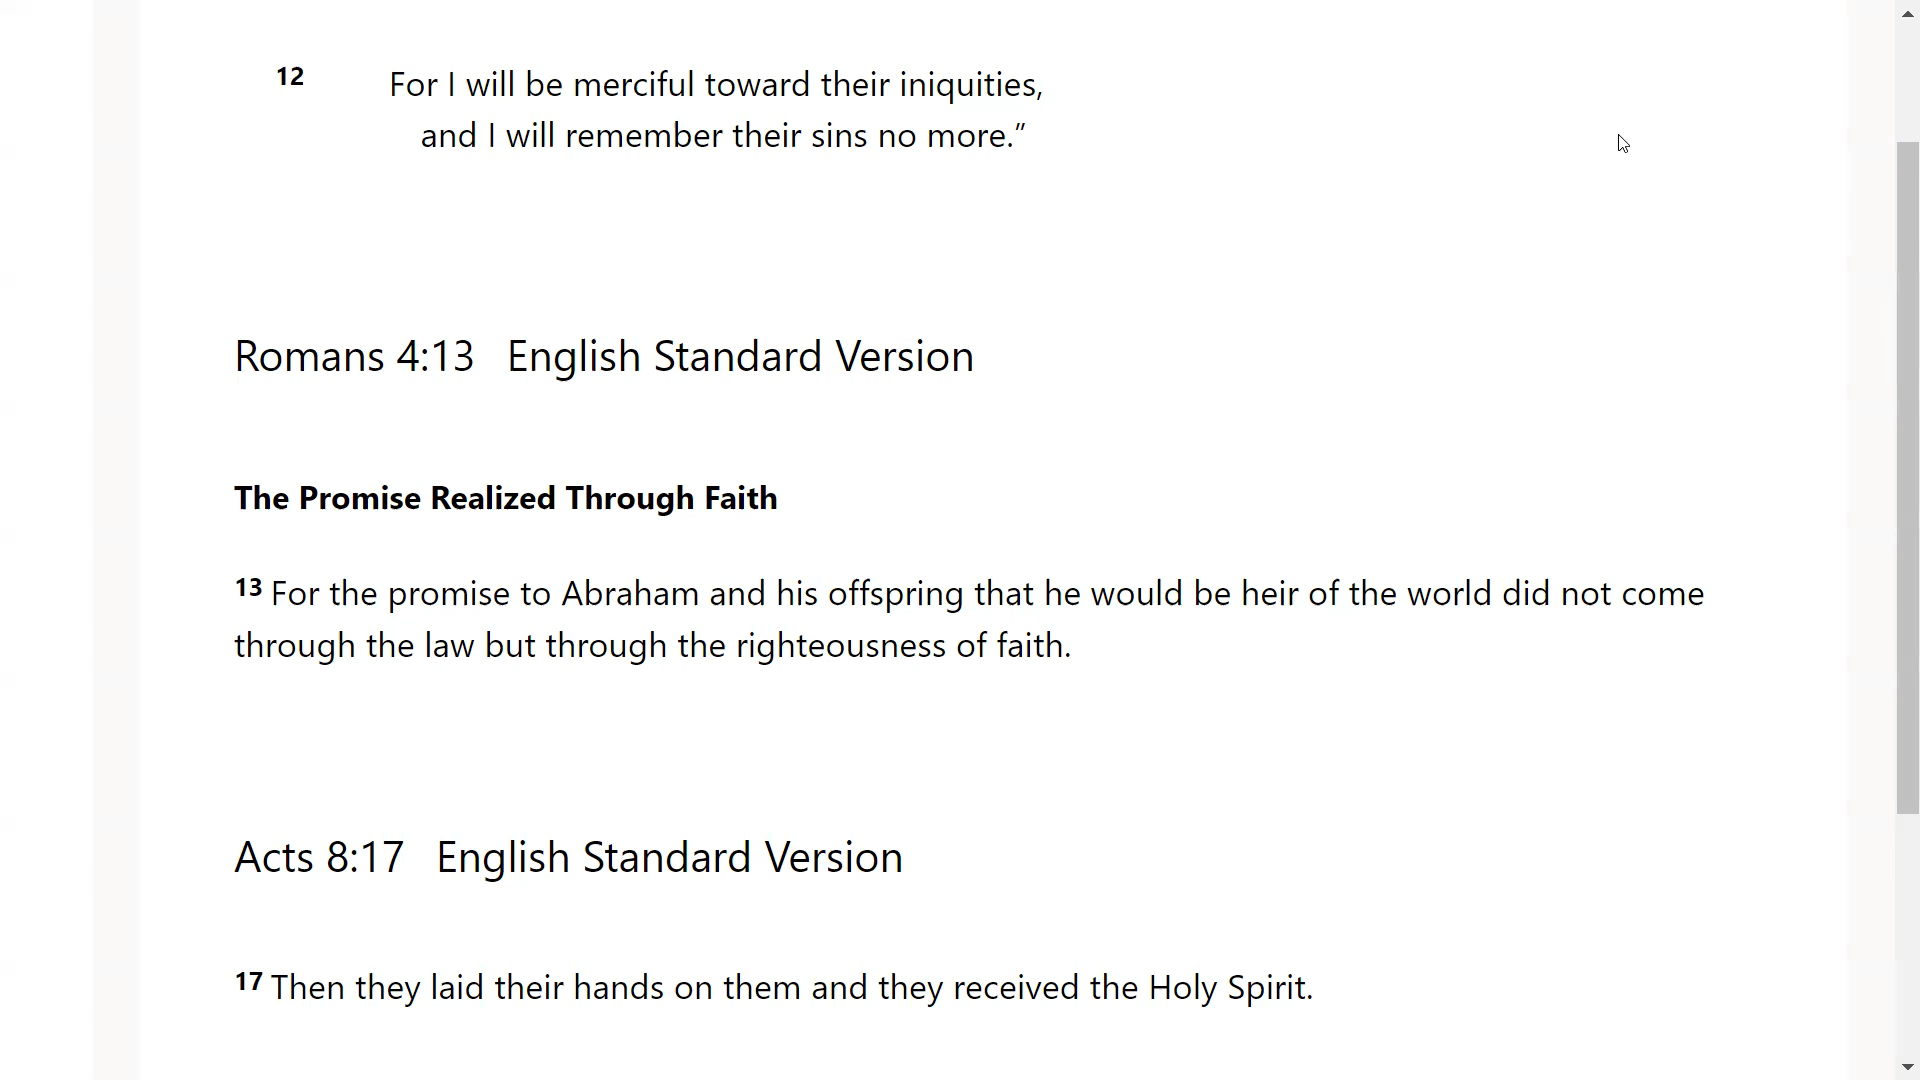 12 For I will be merciful toward their iniquities,
and I will remember their sins no more.”
Romans 4:13 English Standard Version
The Promise Realized Through Faith
13 For the promise to Abraham and his offspring that he would be heir of the world did not come
through the law but through the righteousness of faith.
Acts 8:17 English Standard Version
17 Then they laid their hands on them and they received the Holy Spirit.